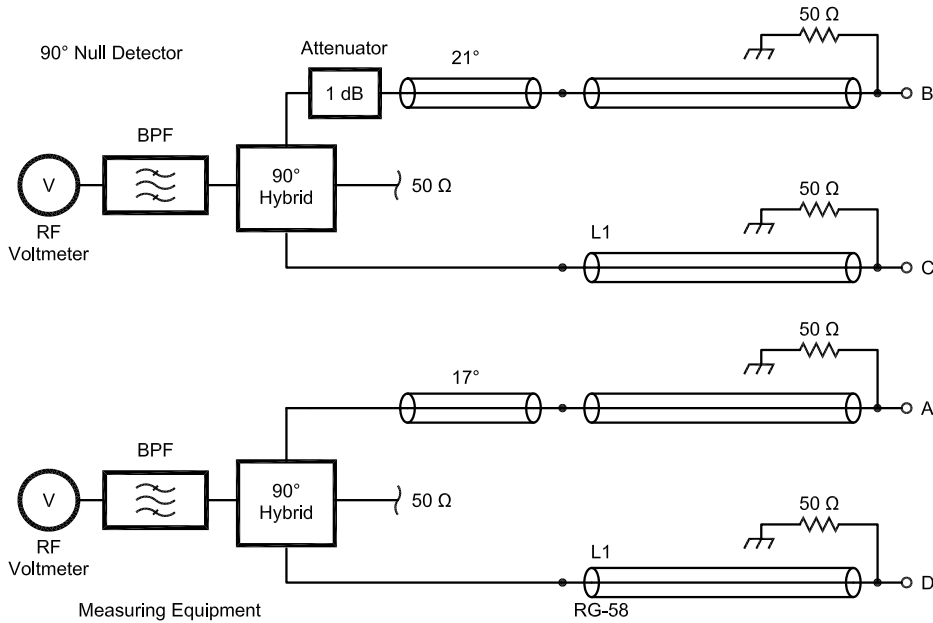 50 Ω
Attenuator
90° Null Detector
21°
1 dB
B
BPF
90°
Hybrid
V
50 Ω
50 Ω
RF
Voltmeter
L1
C
50 Ω
17°
A
BPF
90°
Hybrid
V
50 Ω
50 Ω
RF
Voltmeter
L1
D
Measuring Equipment
RG-58